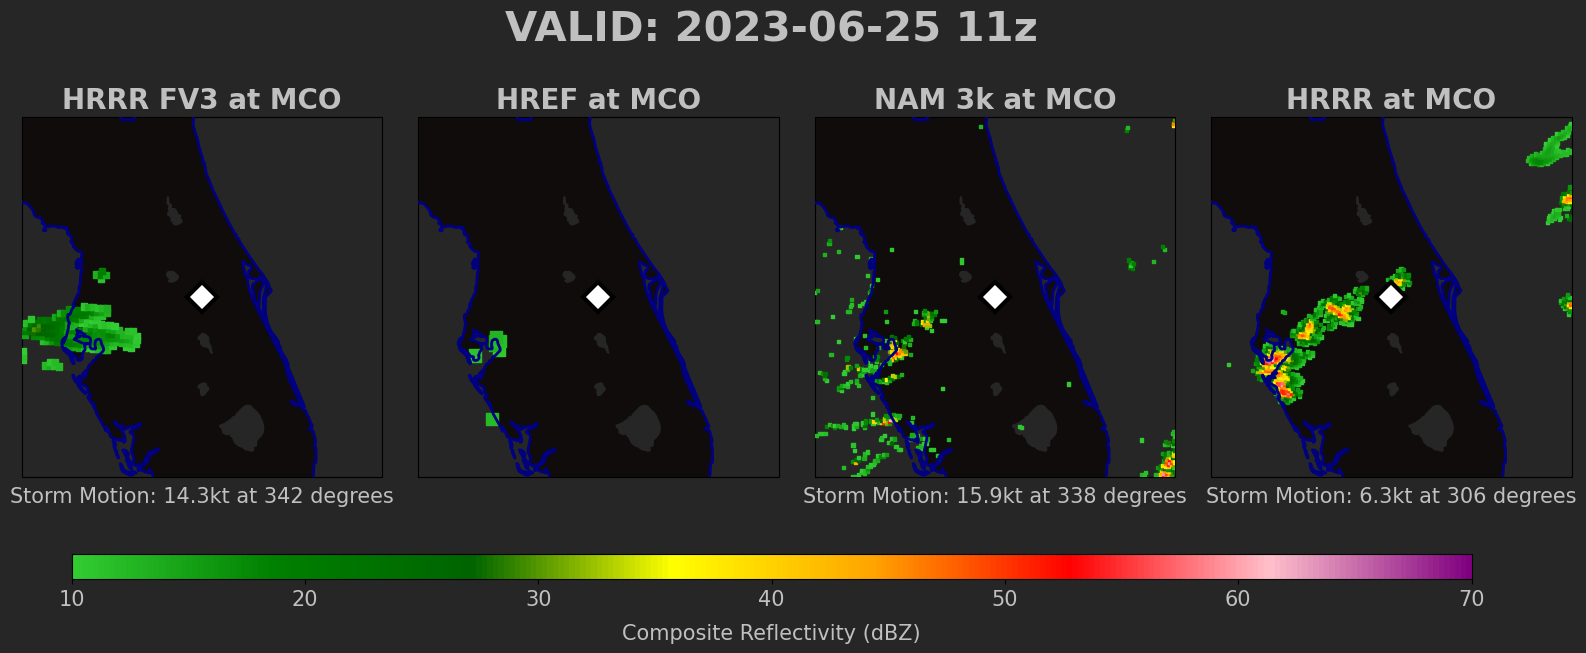 VALID: 2023-06-25 11z
HRRR FV3 at MCO
HREF at MCO
NAM 3k at MCO
HRRR at MCO
Storm Motion: 14.3kt at 342 degrees
Storm Motion: 15.9kt at 338 degrees
Storm Motion: 6.3kt at 306 degrees
10 20 30 40 50 60 70
Composite Reflectivity (dBZ)